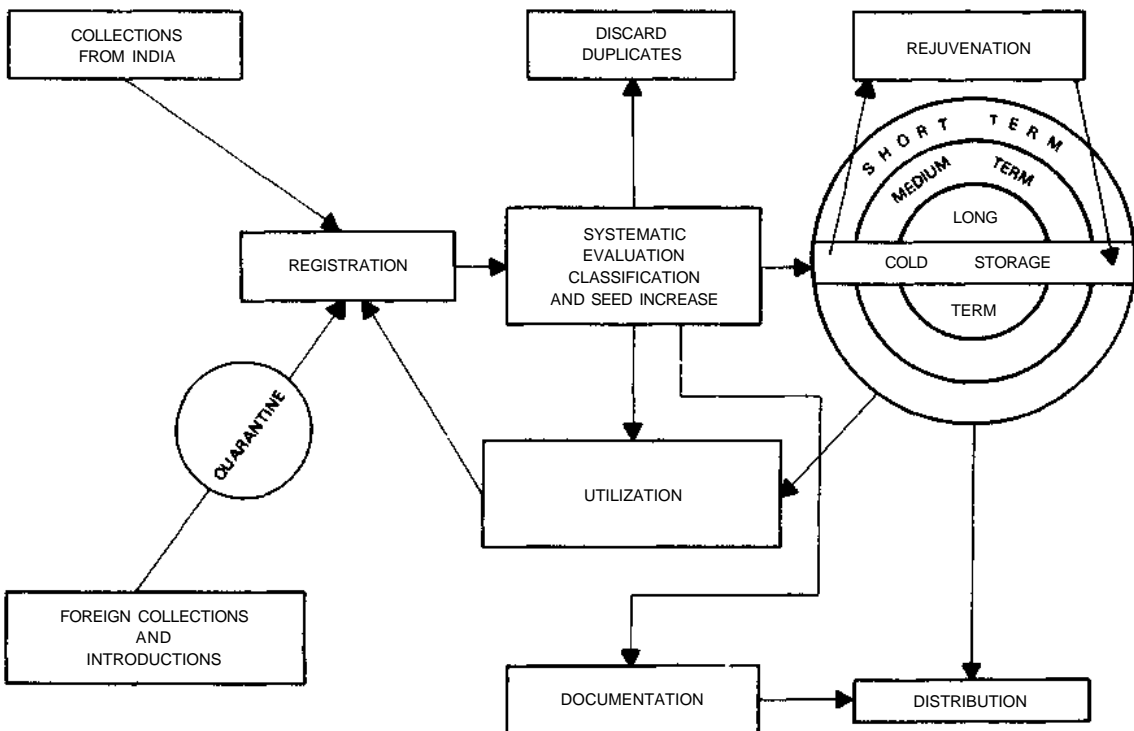 COLLECTIONS
FROM INDIA
DISCARD
DUPLICATES
REJUVENATION
SHORT TERM
MEDIUM TERM
LONG
COLD STORAGE
TERM
REGISTRATION
SYSTEMATIC
EVALUATION
CLASSIFICATION
AND SEED INCREASE
QUARANTINE
UTILIZATION
FOREIGN COLLECTIONS
AND
INTRODUCTIONS
DOCUMENTATION
DISTRIBUTION